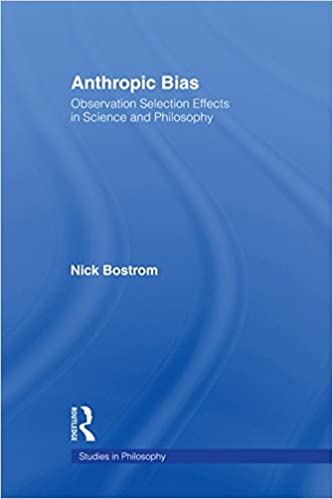 Anthropic Bias
Observation Selection Effects
in Science and Philosophy
Nick Bostrom
ROUTLEDGE
Studies in Philosophy